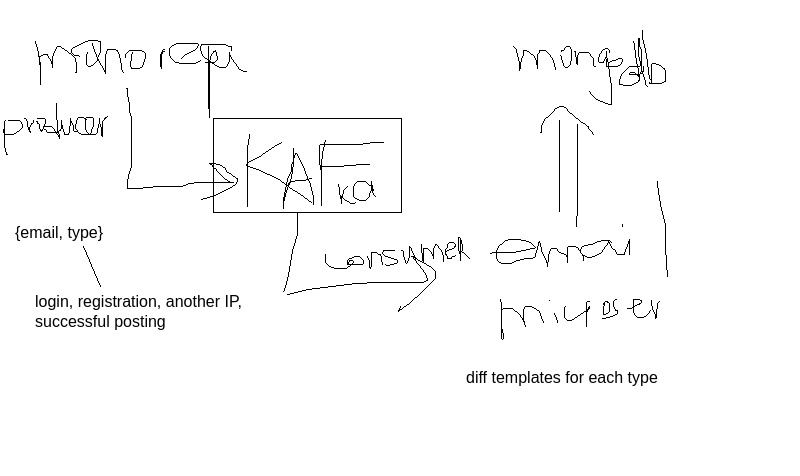 mongodb
producer
KAFKA
{email, type}
consumer email
login, registration, another IP,
successful posting
microser
diff templates for each type